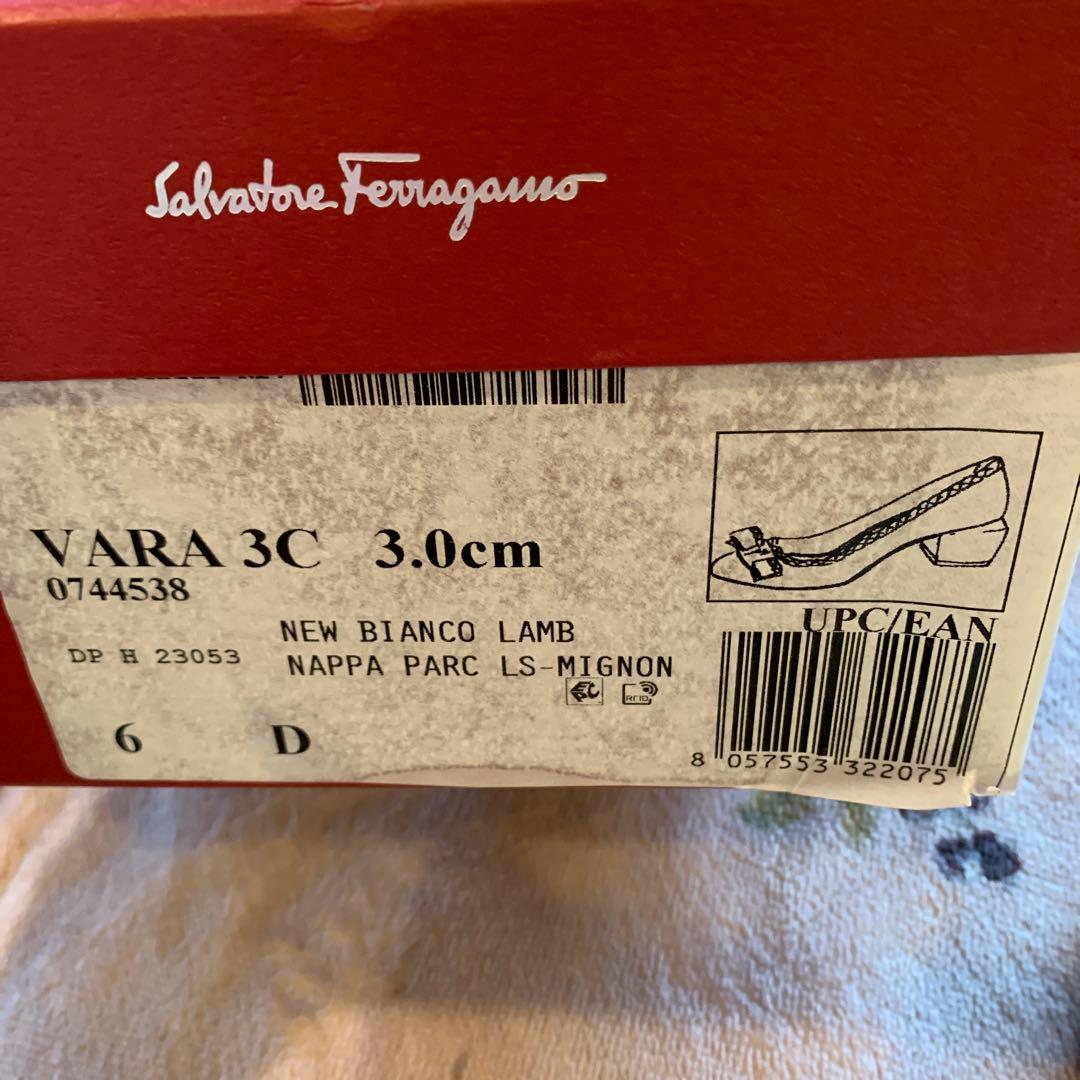 Salvatore Ferragamo
VARA 3C 3.0cm
0744538
NEW BIANCO LAMB
DP H 23053 NAPPA PARC LS-MIGNON
RFID
6 D
UPC/EAN
8 057553 322075